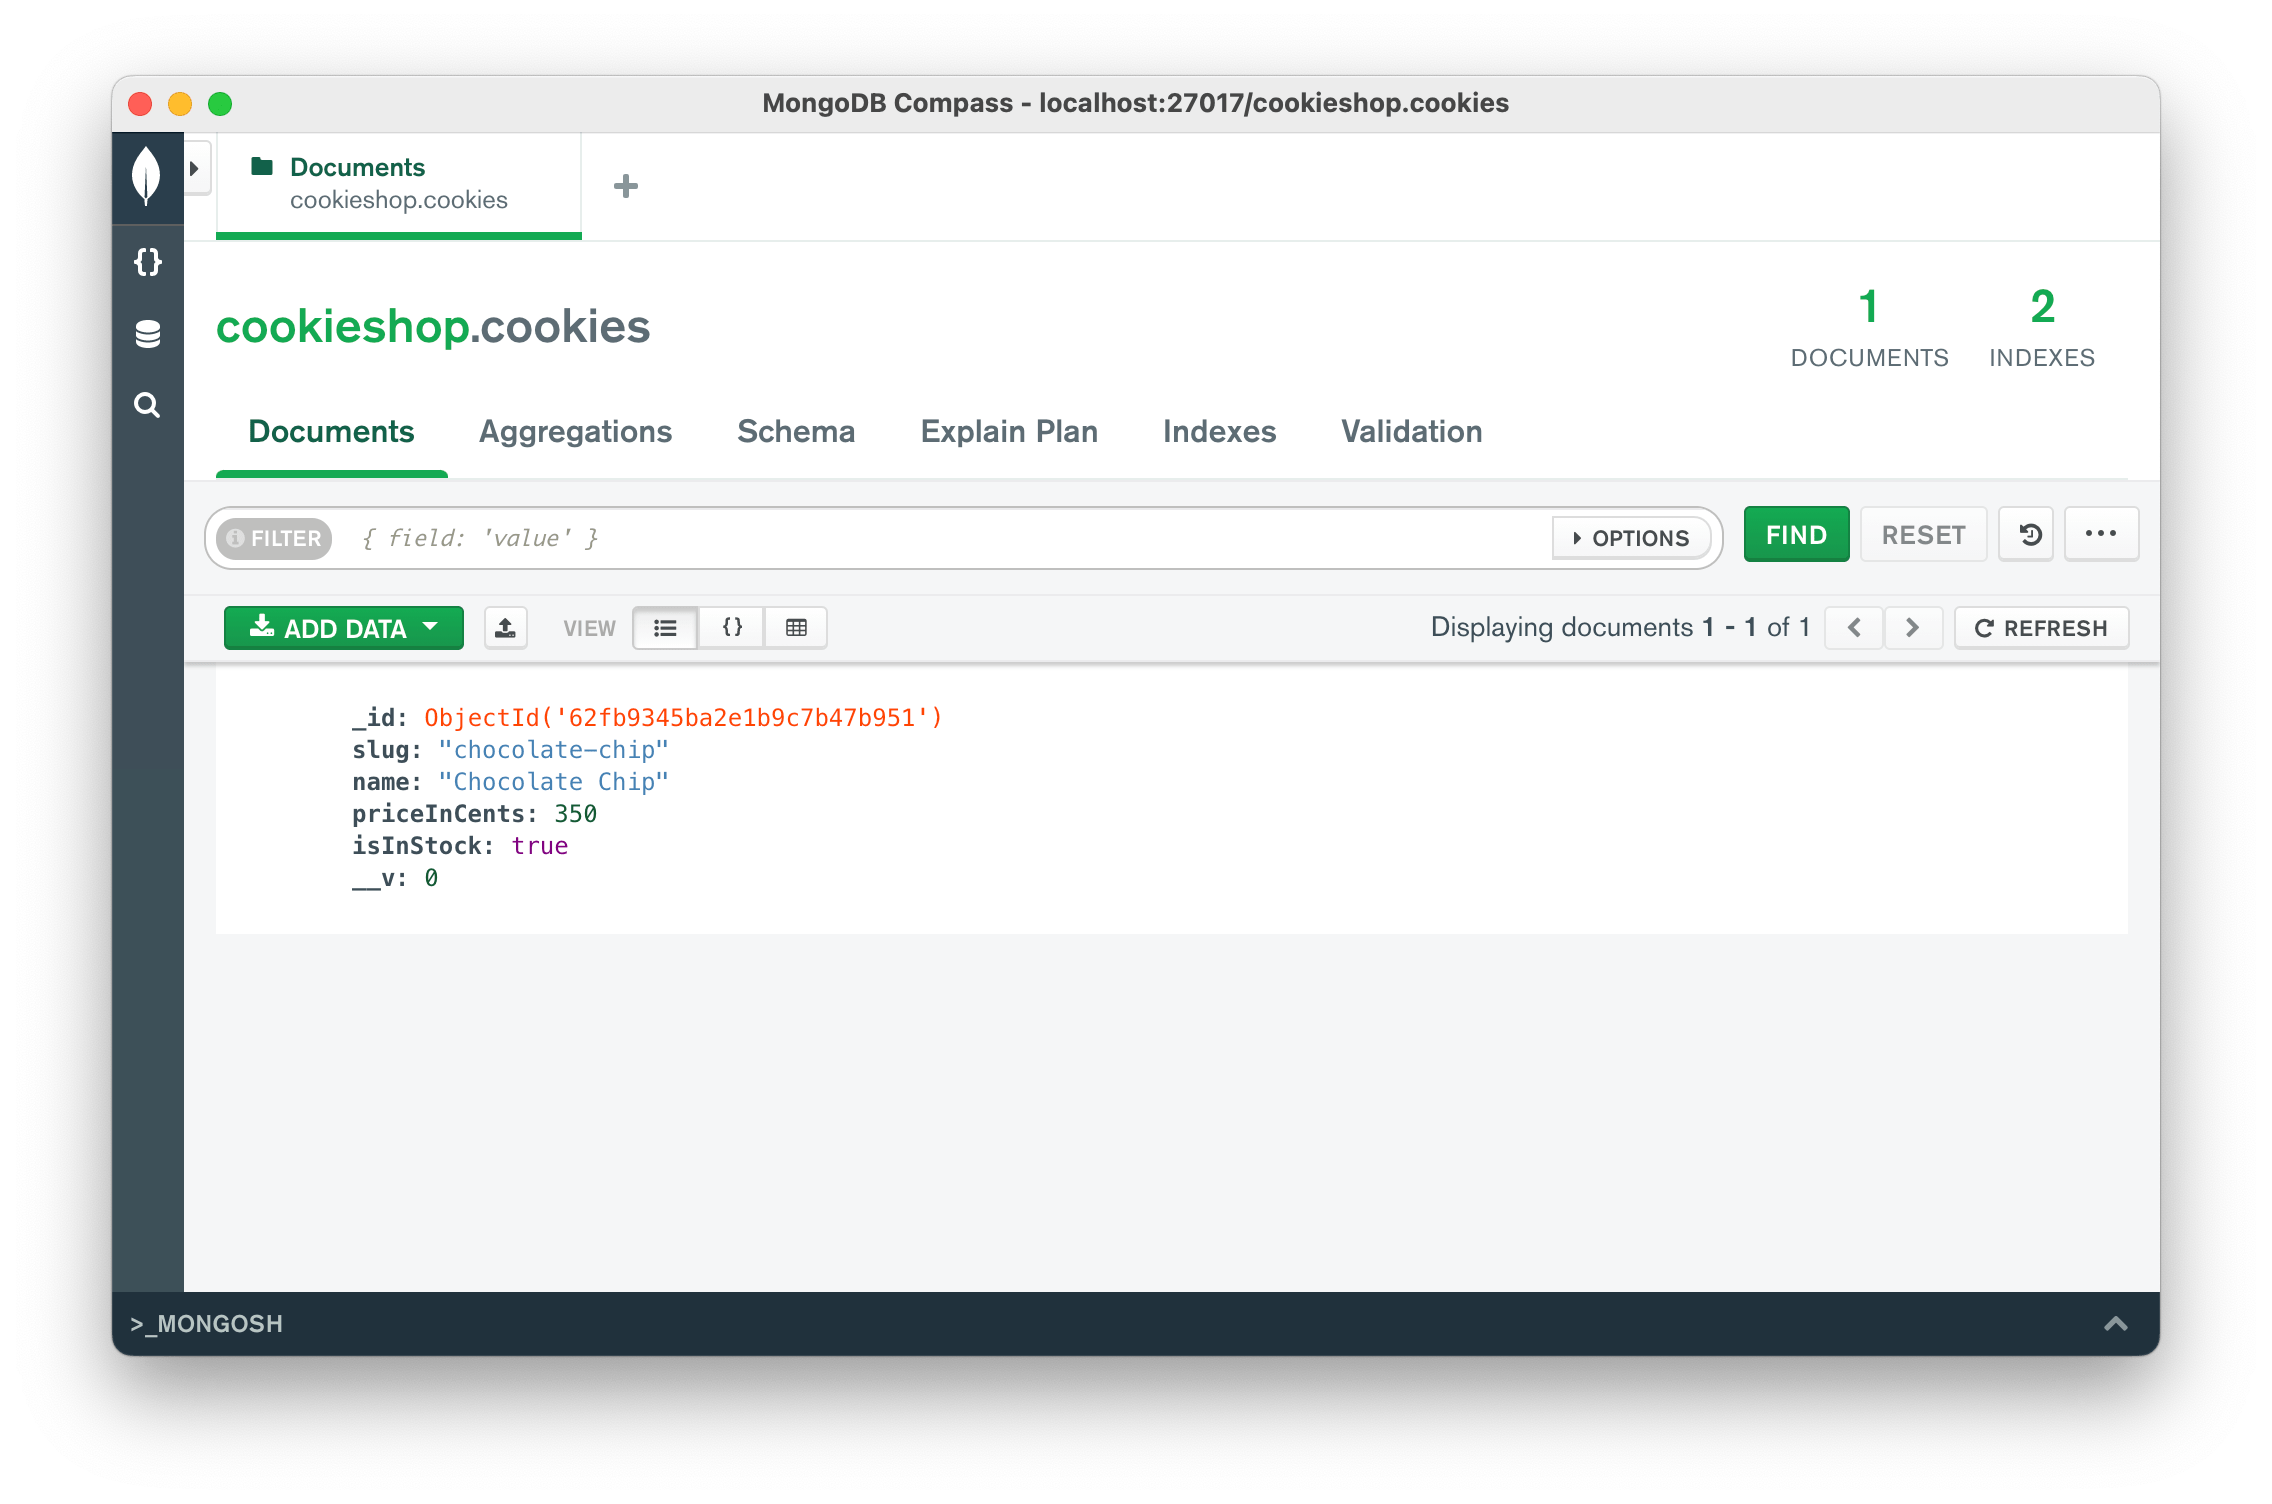 MongoDB Compass - localhost:27017/cookieshop.cookies
Documents
cookieshop.cookies
cookieshop.cookies
1
DOCUMENTS
2
INDEXES
Documents Aggregations Schema Explain Plan Indexes Validation
FILTER { field: 'value' } OPTIONS FIND RESET
ADD DATA VIEW {} Displaying documents 1 - 1 of 1 REFRESH
_id: ObjectId('62fb9345ba2e1b9c7b47b951')
slug: "chocolate-chip"
name: "Chocolate Chip"
priceInCents: 350
isInStock: true
__v: 0
>_MONGOSH